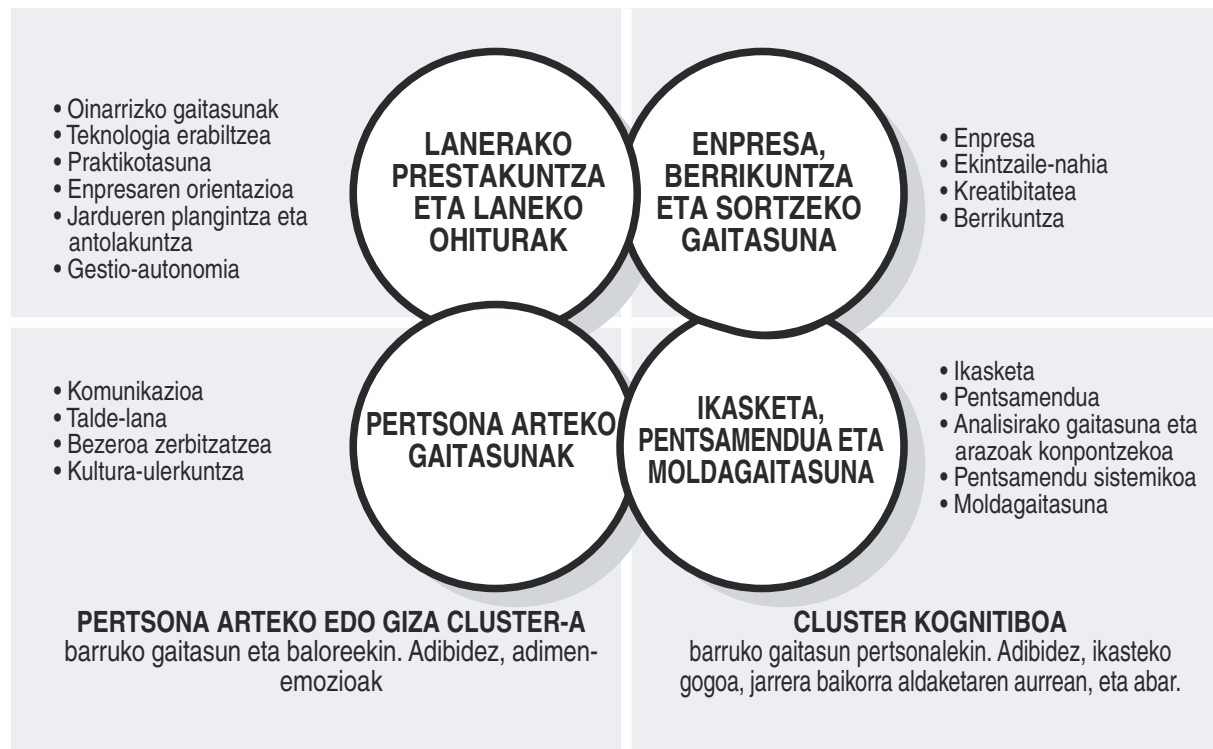 • Oinarrizko gaitasunak
• Teknologia erabiltzea
• Praktikotasuna
• Enpresaren orientazioa
• Jardueren plangintza eta
antolakuntza
• Gestio-autonomia
LANERAKO
PRESTAKUNTZA
ETA LANEKO
OHITURAK
ENPRESA,
BERRIKUNTZA
ETA SORTZEKO
GAITASUNA
• Enpresa
• Ekintzaile-nahia
• Kreatibitatea
• Berrikuntza
• Komunikazioa
• Talde-lana
• Bezeroa zerbitzatzea
• Kultura-ulerkuntza
PERTSONA ARTEKO
GAITASUNAK
IKASKETA,
PENTSAMENDUA ETA
MOLDAGAITASUNA
• Ikasketa
• Pentsamendua
• Analisirako gaitasuna eta
arazoak konpontzekoa
• Pentsamendu sistemikoa
• Moldagaitasuna
PERTSONA ARTEKO EDO GIZA CLUSTER-A
barruko gaitasun eta baloreekin. Adibidez, adimen-
emozioak
CLUSTER KOGNITIBOA
barruko gaitasun pertsonalekin. Adibidez, ikasteko
gogoa, jarrera baikorra aldaketaren aurrean, eta abar.